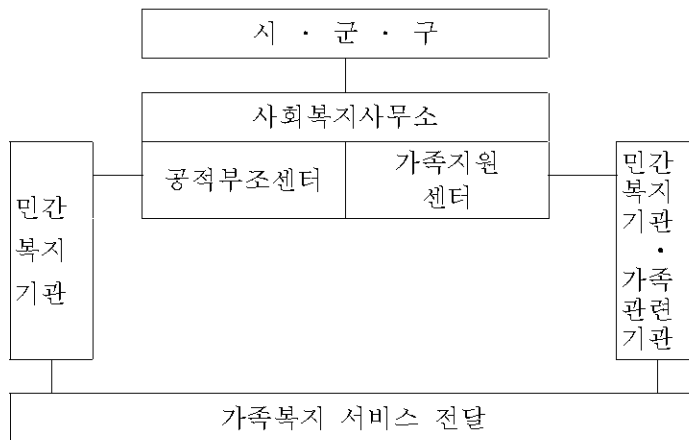 시 · 군 · 구
사회복지사무소
공적부조센터
가족지원
센터
민간
복지
기관
민간
복지
기관
·
가족
관련
기관
가족복지 서비스 전달